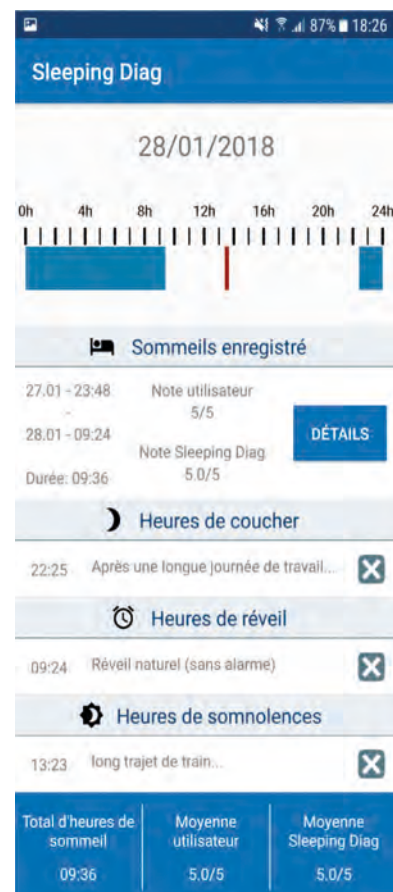 87% 18:26
Sleeping Diag
28/01/2018
0h 4h 8h 12h 16h 20h 24h
Sommeils enregistré
27.01 - 23:48
-
28.01 - 09:24
Durée: 09:36
Note utilisateur
5/5
Note Sleeping Diag
5.0/5
DÉTAILS
Heures de coucher
22:25 Après une longue journée de travail...
Heures de réveil
09:24 Réveil naturel (sans alarme)
Heures de somnolences
13:23 long trajet de train...
Total d'heures de
sommeil
09:36
Moyenne
utilisateur
5.0/5
Moyenne
Sleeping Diag
5.0/5